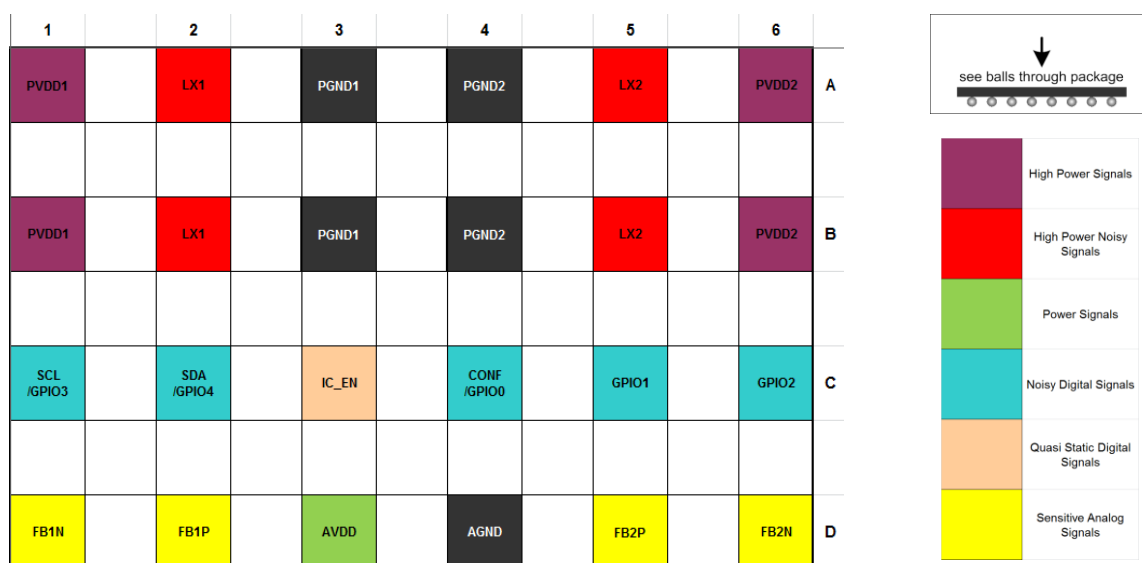 1 2 3 4 5 6
PVDD1 LX1 PGND1 PGND2 LX2 PVDD2 A
PVDD1 LX1 PGND1 PGND2 LX2 PVDD2 B
SCL SDA IC_EN CONF GPIO1 GPIO2 C
/GPIO3 /GPIO4 /GPIO0
FB1N FB1P AVDD AGND FB2P FB2N D
see balls through package
High Power Signals
High Power Noisy
Signals
Power Signals
Noisy Digital Signals
Quasi Static Digital
Signals
Sensitive Analog
Signals